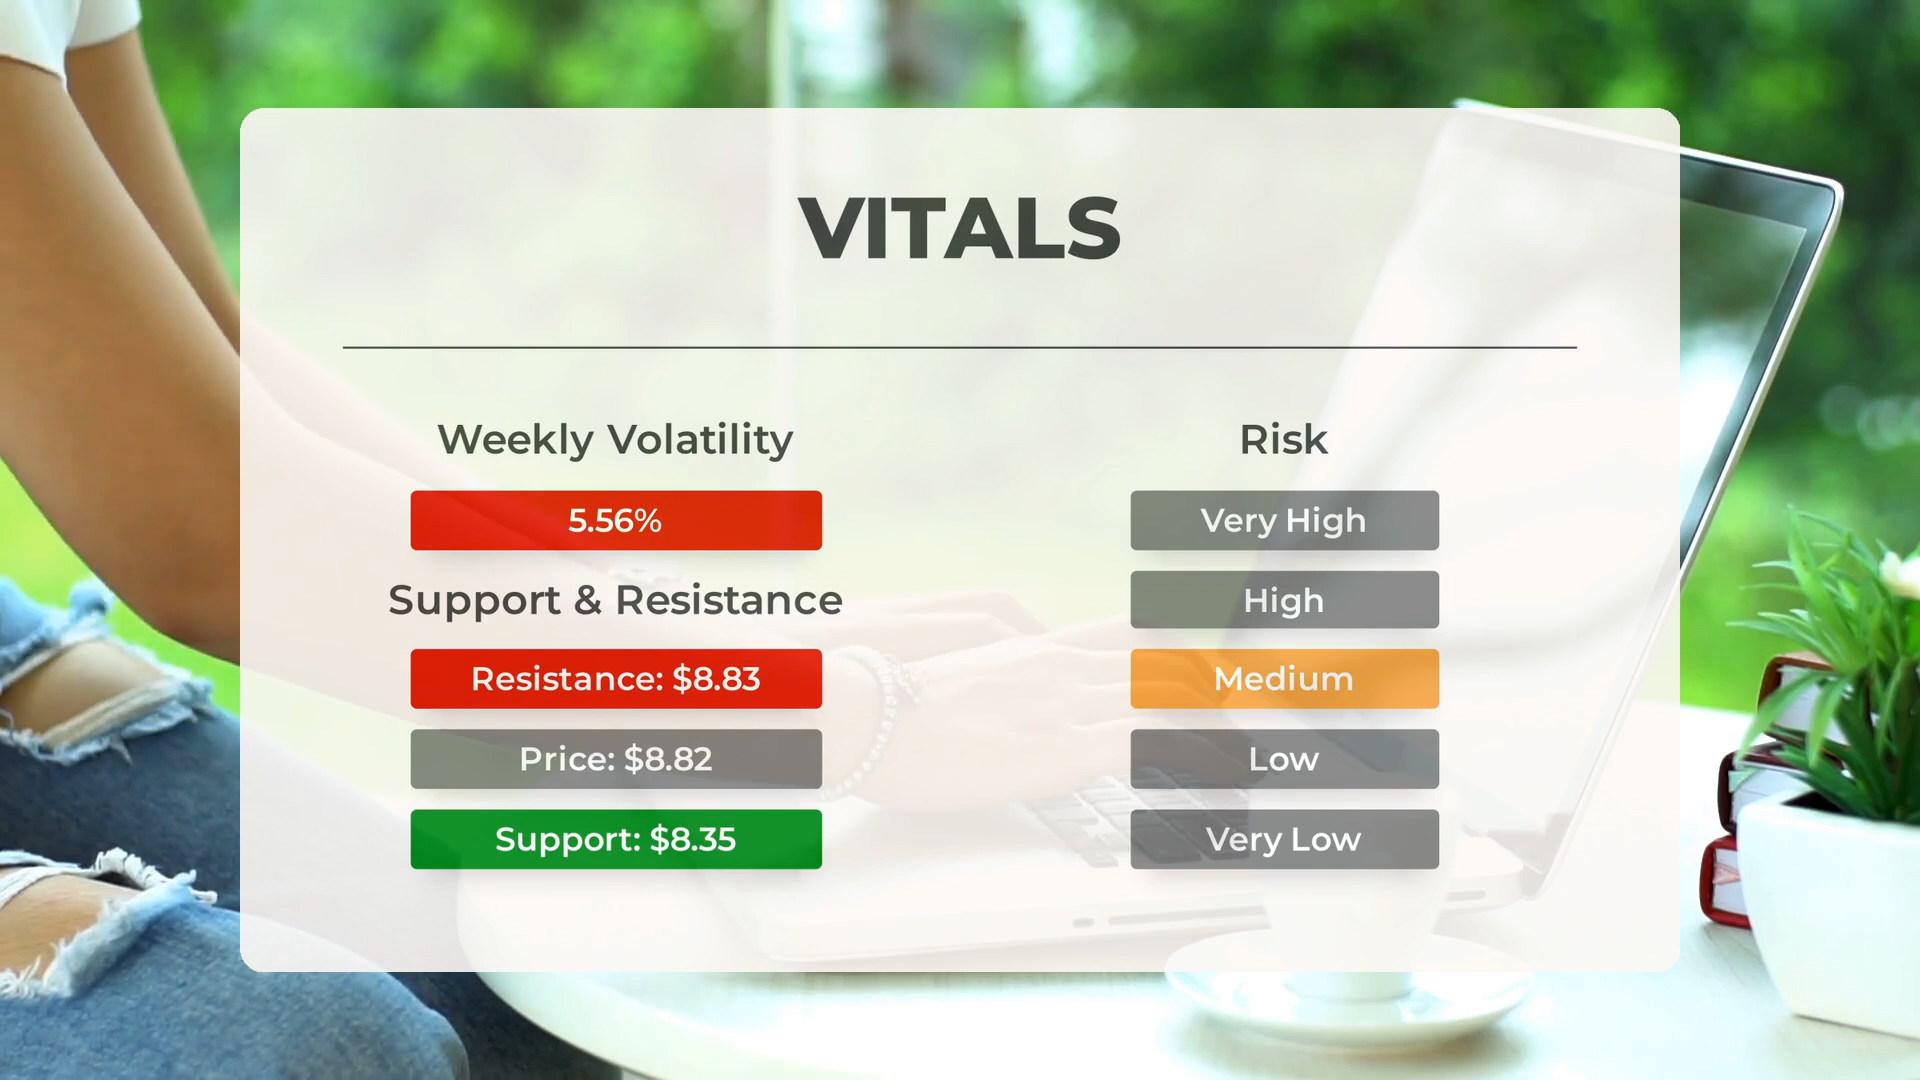 VITALS
Weekly Volatility
5.56%
Support & Resistance
Resistance: $8.83
Price: $8.82
Support: $8.35
Risk
Very High
High
Medium
Low
Very Low